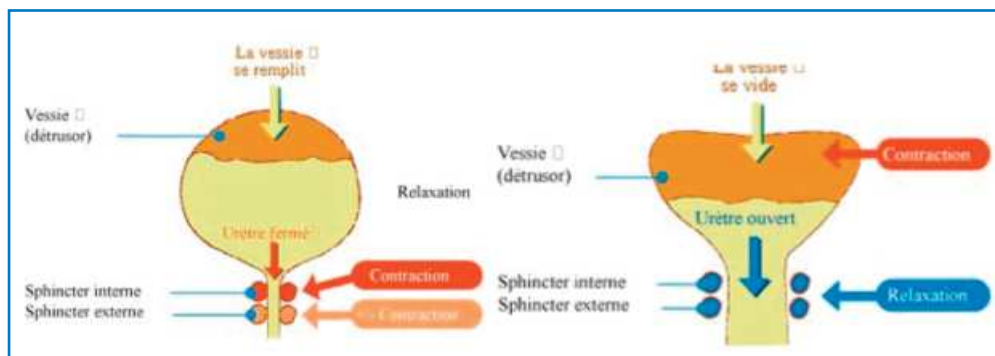 La vessie
se remplit
Vessie
(détrusor)
Urètre fermé
Contraction
Sphincter interne
Sphincter externe
Contraction
Relaxation
La vessie
se vide
Vessie
(détrusor)
Contraction
Urètre ouvert
Sphincter interne
Sphincter externe
Relaxation